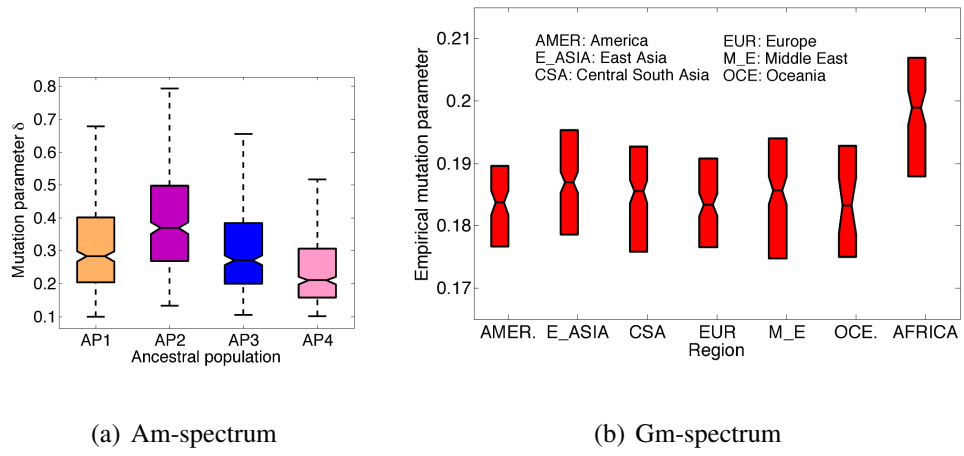 0.8
0.7
0.6
0.5
0.4
0.3
0.2
0.1
Mutation parameter δ
AP1 AP2 AP3 AP4
Ancestral population
(a) Am-spectrum
0.21
0.2
0.19
0.18
0.17
Empirical mutation parameter
AMER: America EUR: Europe
E_ASIA: East Asia M_E: Middle East
CSA: Central South Asia OCE: Oceania
AMER. E_ASIA CSA EUR M_E OCE. AFRICA
Region
(b) Gm-spectrum